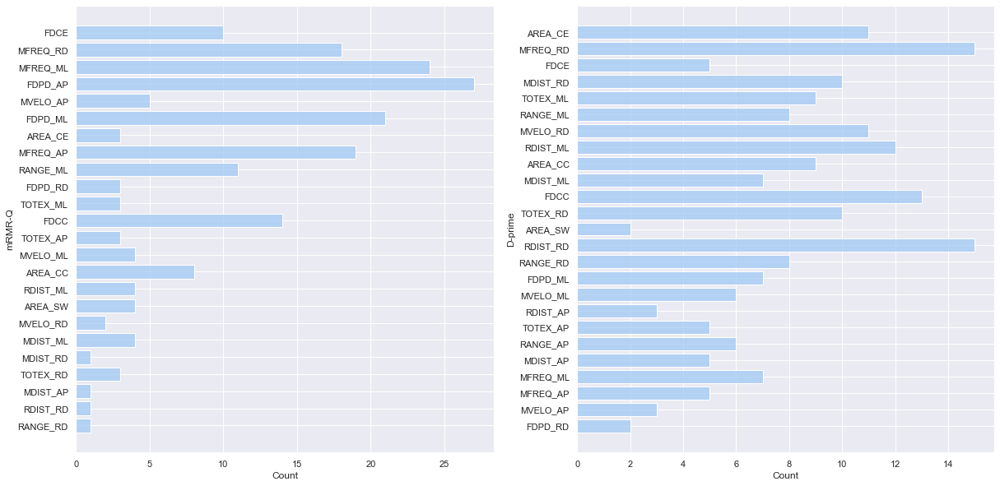 mRMR-Q
FDCE
MFREQ_RD
MFREQ_ML
FDPD_AP
MVELO_AP
FDPD_ML
AREA_CE
MFREQ_AP
RANGE_ML
FDPD_RD
TOTEX_ML
FDCC
TOTEX_AP
MVELO_ML
AREA_CC
RDIST_ML
AREA_SW
MVELO_RD
MDIST_ML
MDIST_RD
TOTEX_RD
MDIST_AP
RDIST_RD
RANGE_RD
0 5 10 15 20 25
Count
D-prime
AREA_CE
MFREQ_RD
FDCE
MDIST_RD
TOTEX_ML
RANGE_ML
MVELO_RD
RDIST_ML
AREA_CC
MDIST_ML
FDCC
TOTEX_RD
AREA_SW
RDIST_RD
RANGE_RD
FDPD_ML
MVELO_ML
RDIST_AP
TOTEX_AP
RANGE_AP
MDIST_AP
MFREQ_ML
MFREQ_AP
MVELO_AP
FDPD_RD
0 2 4 6 8 10 12 14
Count